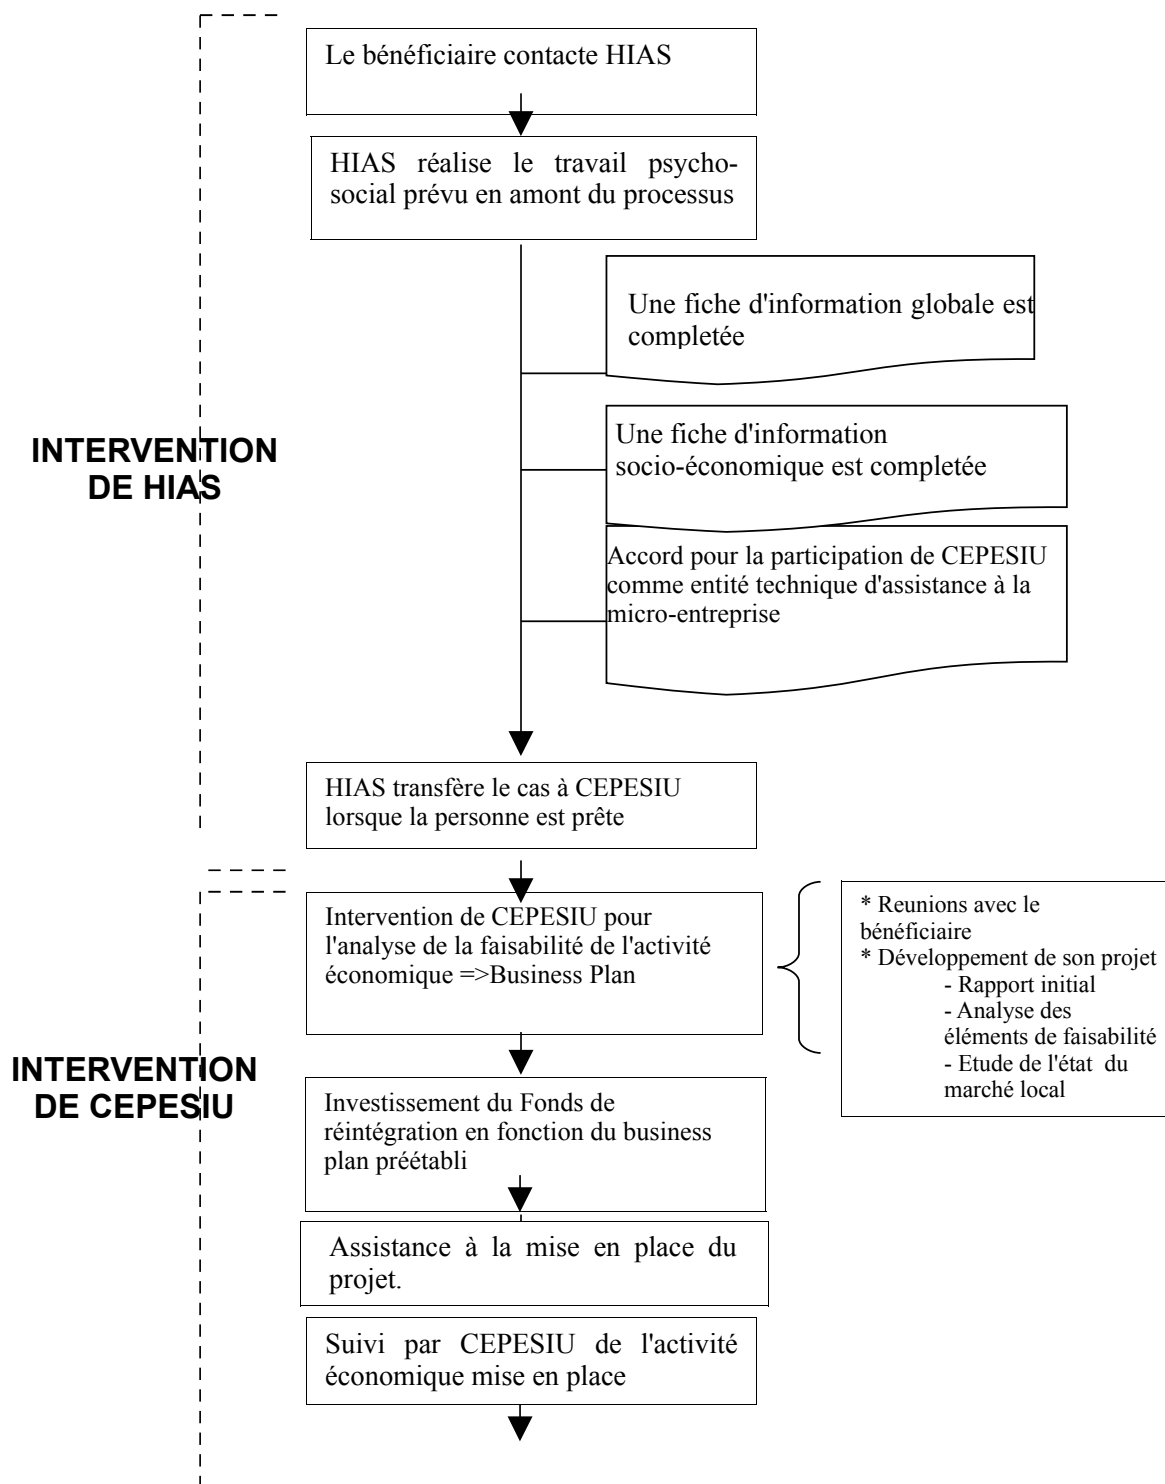 Le bénéficiaire contacte HIAS
HIAS réalise le travail psycho-
social prévu en amont du processus
Une fiche d'information globale est
completée
INTERVENTION
DE HIAS
Une fiche d'information
socio-économique est completée
Accord pour la participation de CEPESIU
comme entité technique d'assistance à la
micro-entreprise
HIAS transfère le cas à CEPESIU
lorsque la personne est prête
Intervention de CEPESIU pour
l'analyse de la faisabilité de l'activité
économique =>Business Plan
* Reunions avec le
bénéficiaire
* Développement de son projet
- Rapport initial
- Analyse des
éléments de faisabilité
- Etude de l'état du
marché local
INTERVENTION
DE CEPESIU
Investissement du Fonds de
réintégration en fonction du business
plan préétabli
Assistance à la mise en place du
projet.
Suivi par CEPESIU de l'activité
économique mise en place